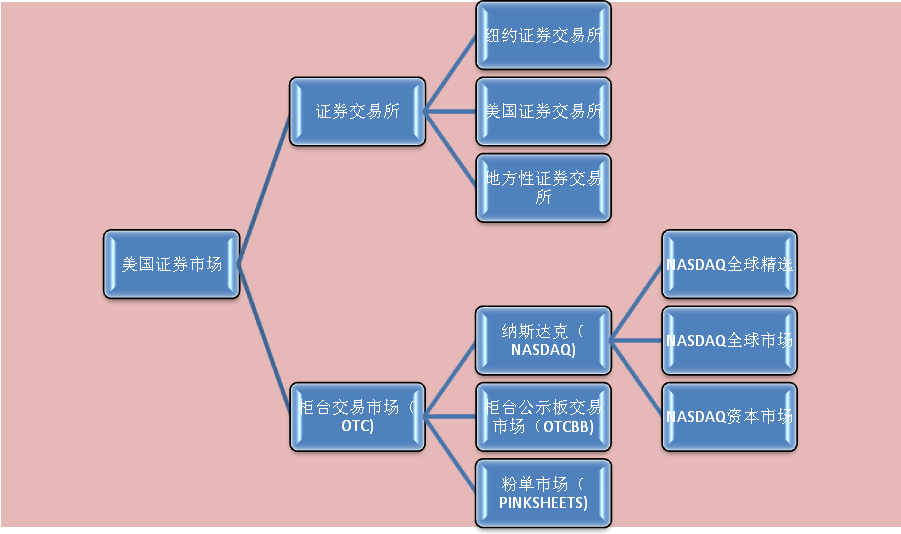 纽约证券交易所
证券交易所
美国证券交易所
地方性证券交易
所
美国证券市场
NASDAQ全球精选
纳斯达克（
NASDAQ)
NASDAQ全球市场
柜台交易市场（
OTC)
柜台公示板交易
市场（OTCBB)
NASDAQ资本市场
粉单市场（
PINKSHEETS)